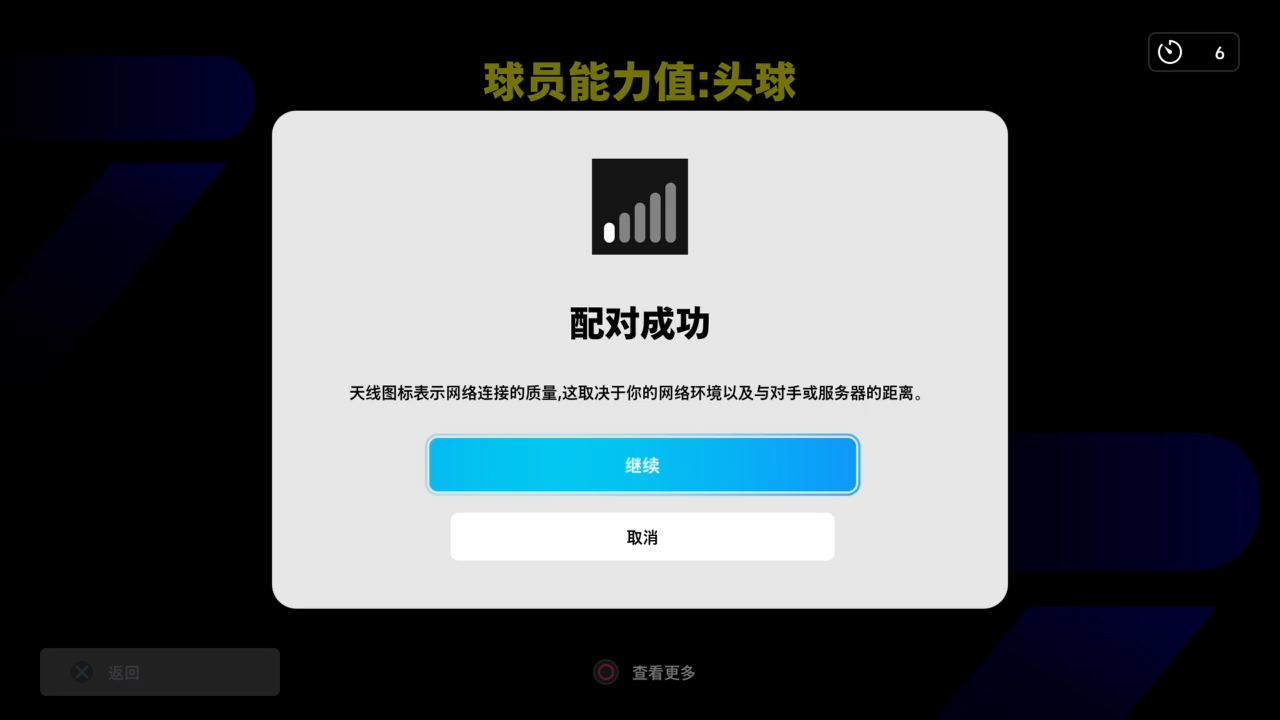 球员能力值:头球
6
配对成功
天线图标表示网络连接的质量,这取决于你的网络环境以及与对手或服务器的距离。
继续
取消
返回
查看更多